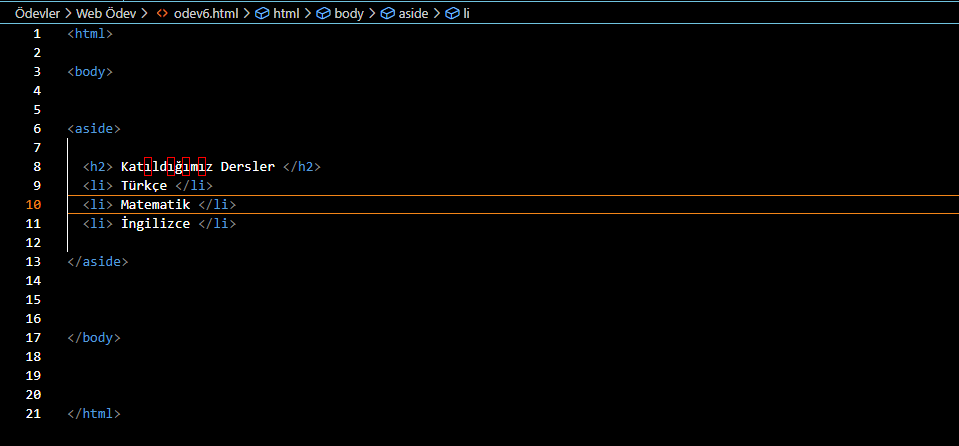 Ödevler > Web Ödev > <> odev6.html > html > body > aside > li
1 <html>
2
3 <body>
4
5
6 <aside>
7
8 <h2> Katıldığımız Dersler </h2>
9 <li> Türkçe </li>
10 <li> Matematik </li>
11 <li> İngilizce </li>
12
13 </aside>
14
15
16
17 </body>
18
19
20
21 </html>